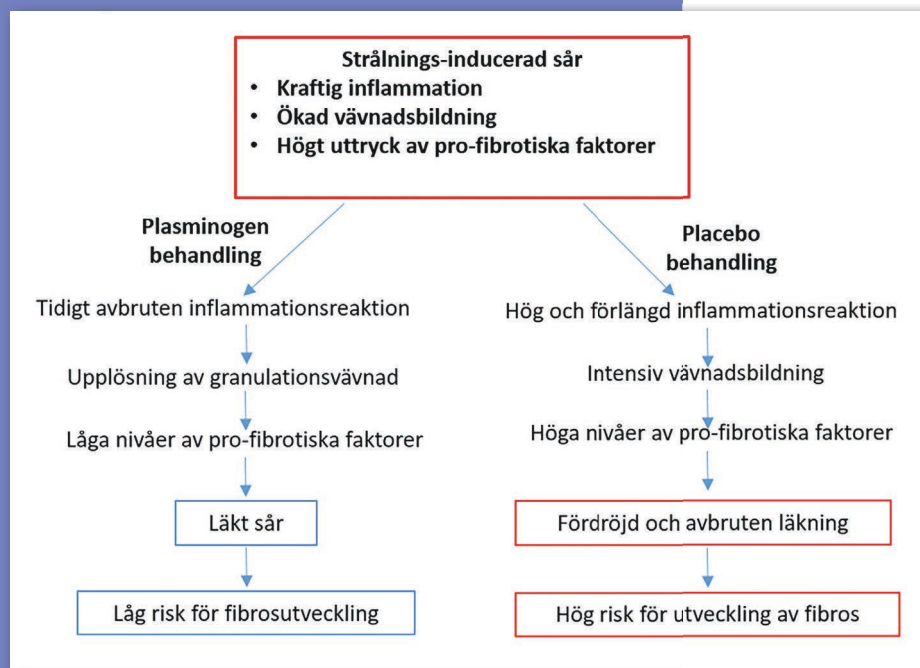 Strålnings-inducerad sår
• Kraftig inflammation
• Ökad vävnadsbildning
• Högt uttryck av pro-fibrotiska faktorer
Plasminogen
behandling
Tidigt avbruten inflammationsreaktion
Upplösning av granulationsvävnad
Låga nivåer av pro-fibrotiska faktorer
Läkt sår
Låg risk för fibrosutveckling
Placebo
behandling
Hög och förlängd inflammationsreaktion
Intensiv vävnadsbildning
Höga nivåer av pro-fibrotiska faktorer
Fördröjd och avbruten läkning
Hög risk för utveckling av fibros